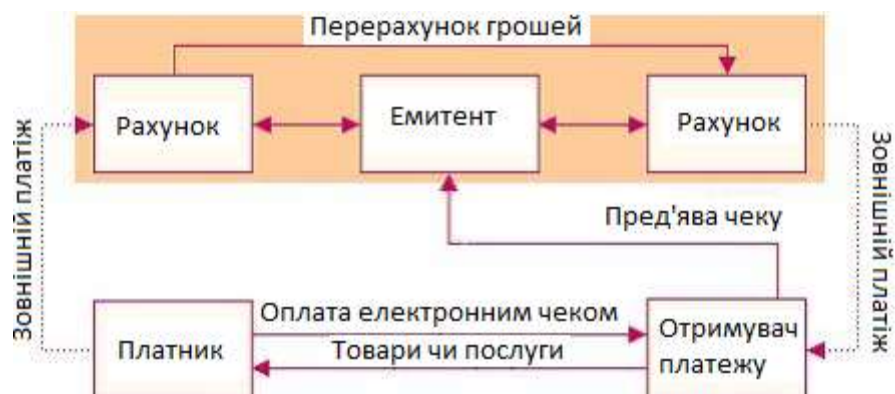 Перерахунок грошей
Рахунок
Емитент
Рахунок
Зовнішній платіж
Зовнішній платіж
Пред'ява чеку
Оплата електронним чеком
Платник
Товари чи послуги
Отримувач
платежу